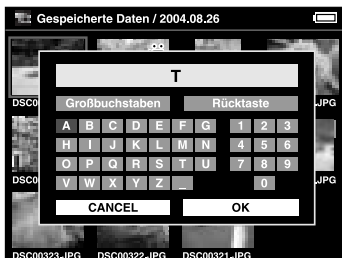 Gespeicherte Daten / 2004.08.26
T
DSC0
.JPG
Großbuchstaben Rücktaste
A B C D E F G 1 2 3
H I J K L M N 4 5 6
O P Q R S T U 7 8 9
V W X Y Z _ 0
DSC0
.JPG
CANCEL OK
DSC00323.JPG DSC00322.JPG DSC00321.JPG